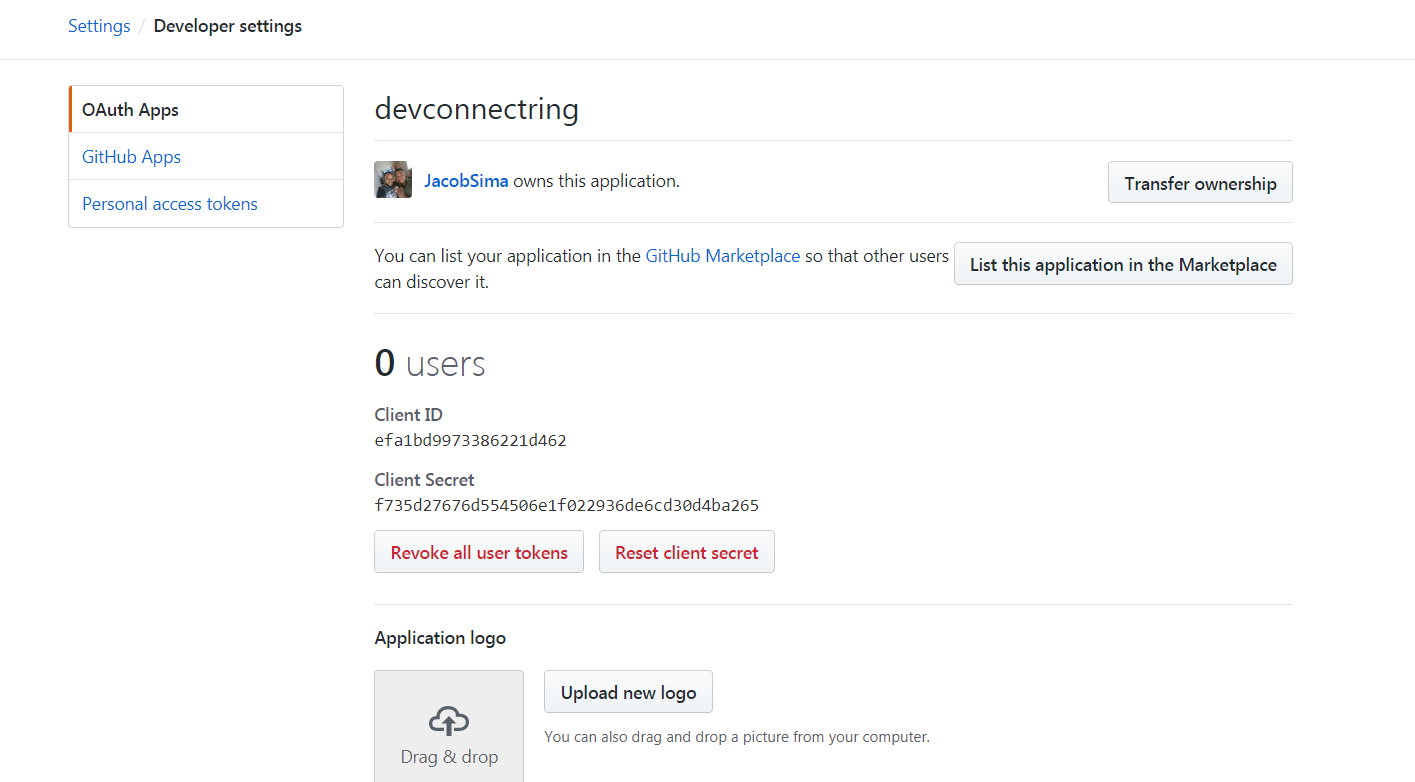 Settings / Developer settings
OAuth Apps
GitHub Apps
Personal access tokens
devconnectring
JacobSima owns this application.
Transfer ownership
You can list your application in the GitHub Marketplace so that other users
can discover it.
List this application in the Marketplace
0 users
Client ID
efa1bd9973386221d462
Client Secret
f735d27676d554506e1f022936de6cd30d4ba265
Revoke all user tokens
Reset client secret
Application logo
Drag & drop
Upload new logo
You can also drag and drop a picture from your computer.